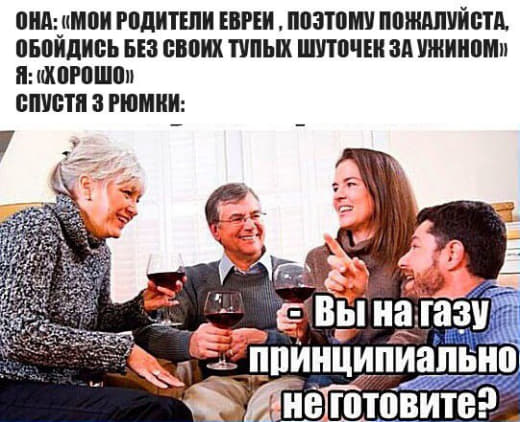 ОНА: «МОИ РОДИТЕЛИ ЕВРЕИ , ПОЭТОМУ ПОЖАЛУЙСТА,
ОБОЙДИСЬ БЕЗ СВОИХ ТУПЫХ ШУТОЧЕК ЗА УЖИНОМ»
Я: «ХОРОШО»
СПУСТЯ 3 РЮМКИ:
- Вы на газу
принципиально
не готовите?